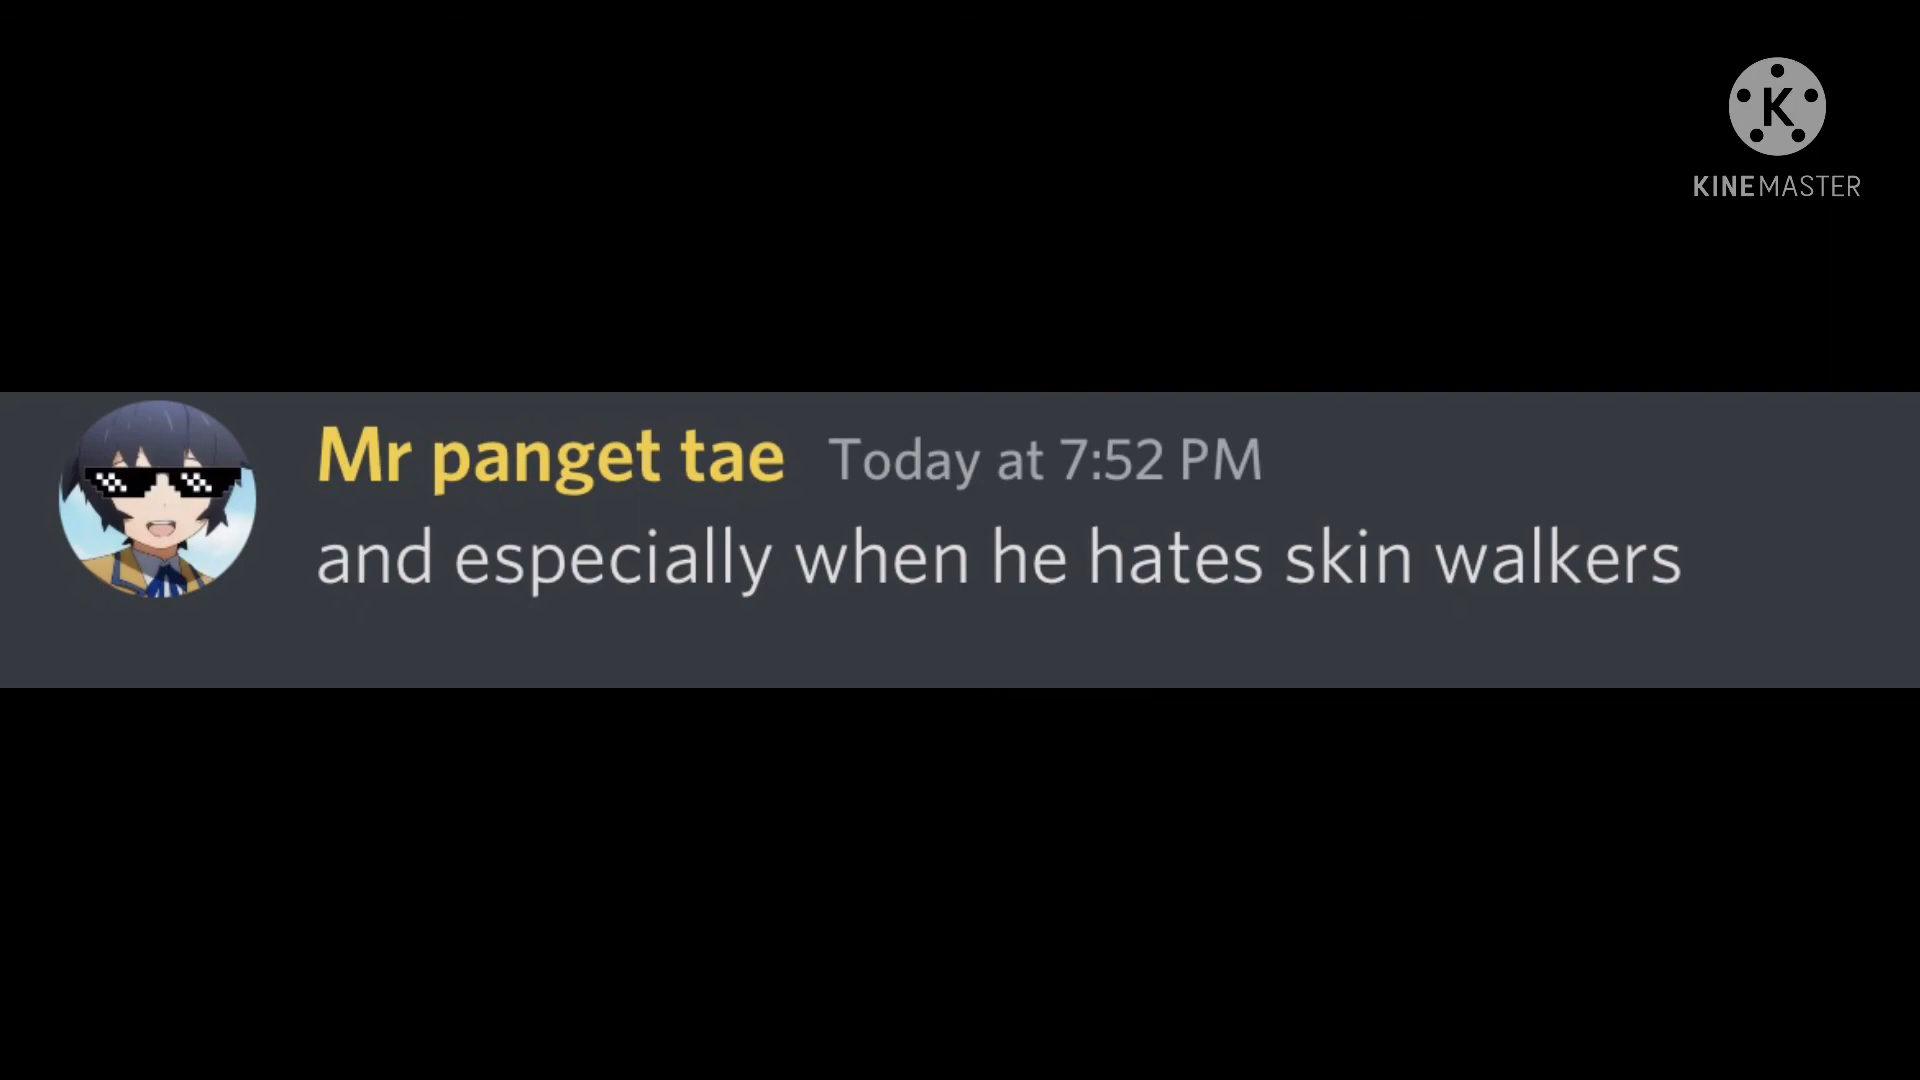 K
KINEMASTER
Mr panget tae Today at 7:52 PM
and especially when he hates skin walkers